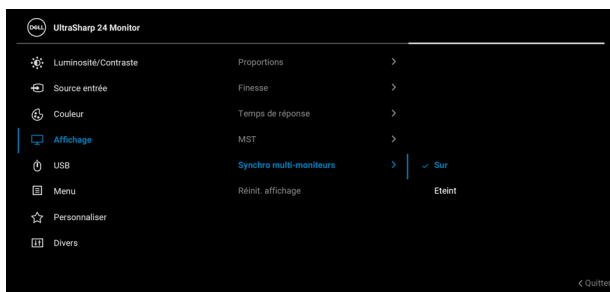 DELL
UltraSharp 24 Monitor
Luminosité/Contraste
Source entrée
Couleur
Affichage
USB
Menu
Personnaliser
Divers
Proportions
Finesse
Temps de réponse
MST
Synchro multi-moniteurs
Réinit. affichage
Sur
Eteint
Quitter